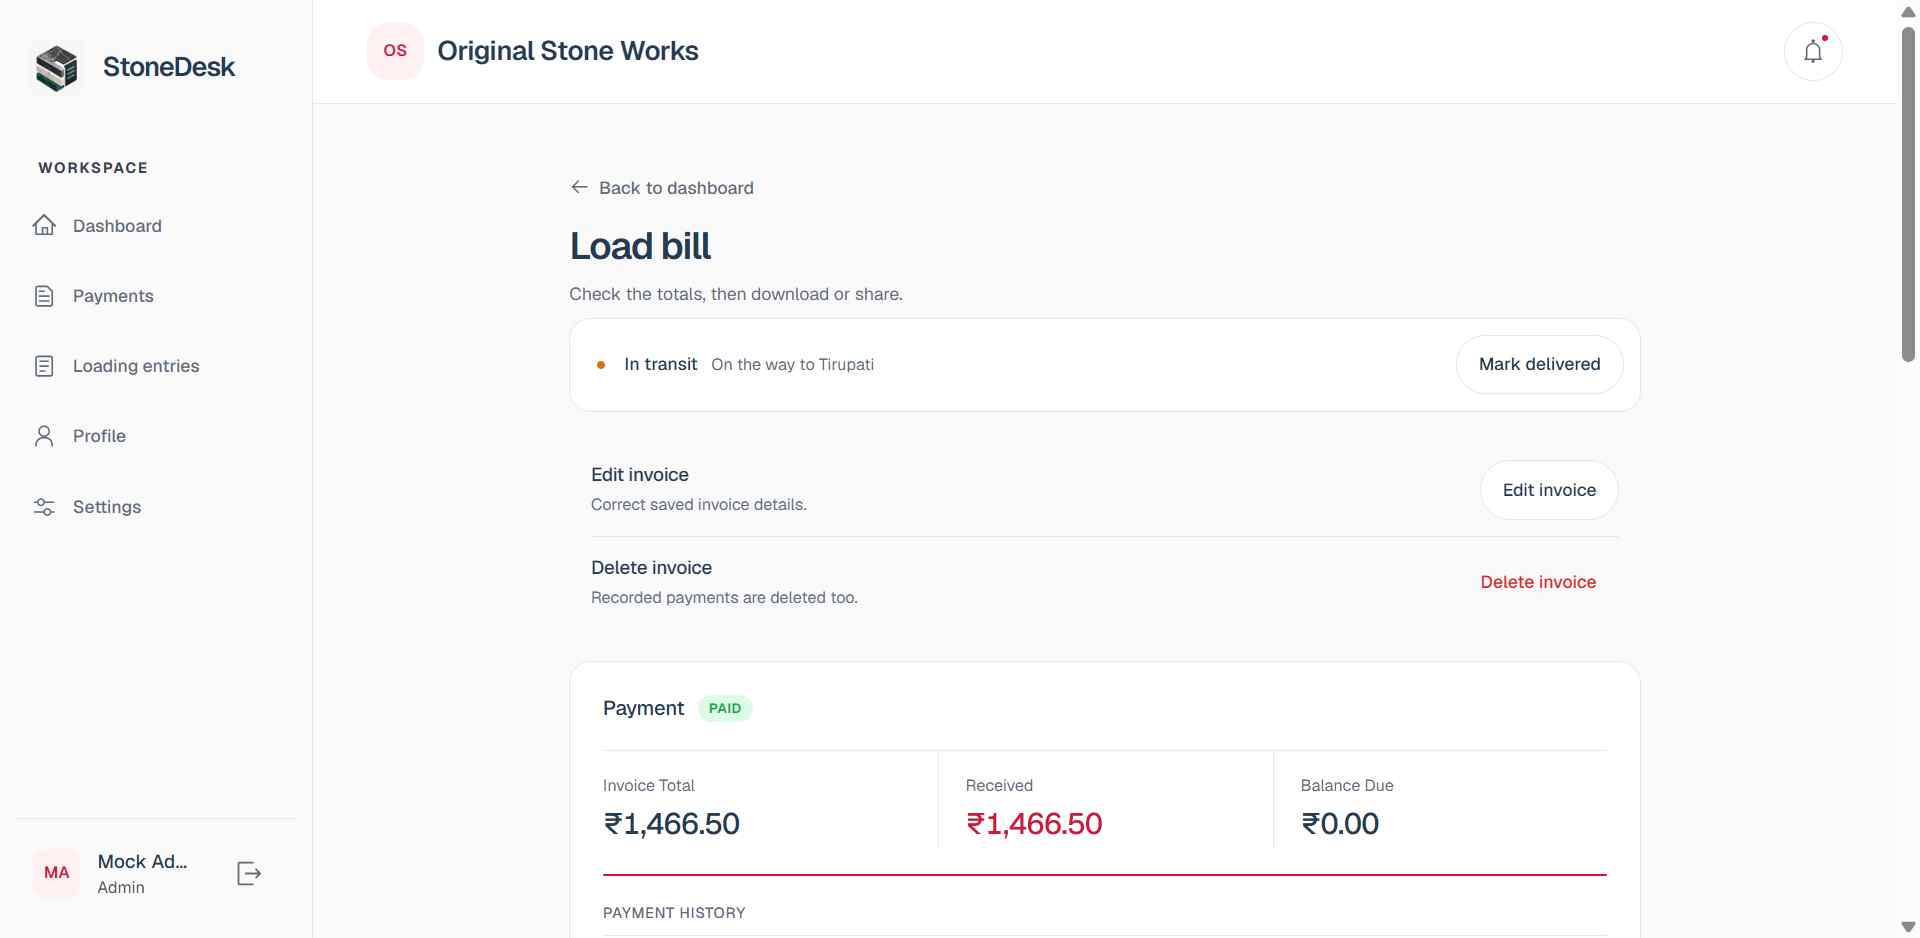 StoneDesk
WORKSPACE
Dashboard
Payments
Loading entries
Profile
Settings
MA
Mock Ad...
Admin
OS
Original Stone Works
Back to dashboard
Load bill
Check the totals, then download or share.
In transit On the way to Tirupati
Mark delivered
Edit invoice
Correct saved invoice details.
Edit invoice
Delete invoice
Recorded payments are deleted too.
Delete invoice
Payment PAID
Invoice Total
₹1,466.50
Received
₹1,466.50
Balance Due
₹0.00
PAYMENT HISTORY